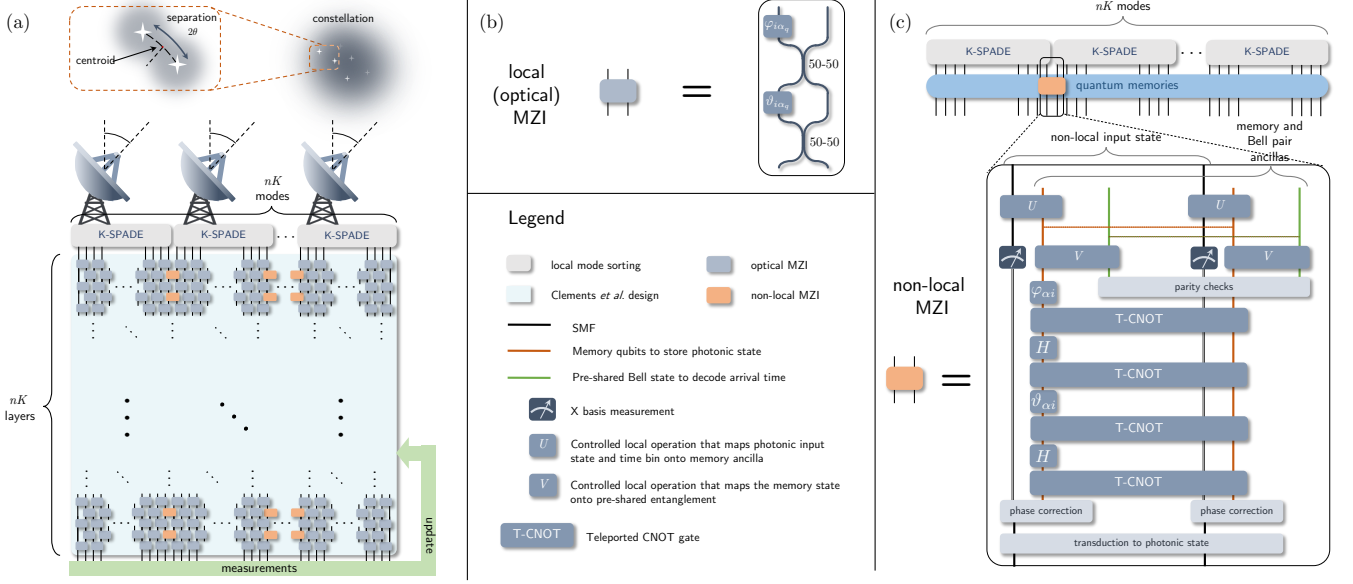 (a)
separation
2θ
centroid
constellation
nK
modes
K-SPADE
K-SPADE
K-SPADE
nK
layers
update
measurements
(b)
local
(optical)
MZI
=
φiαq
50-50
ϑiαq
50-50
Legend
local mode sorting
optical MZI
Clements et al. design
non-local MZI
SMF
Memory qubits to store photonic state
Pre-shared Bell state to decode arrival time
X basis measurement
U
Controlled local operation that maps photonic input
state and time bin onto memory ancilla
V
Controlled local operation that maps the memory state
onto pre-shared entanglement
T-CNOT
Teleported CNOT gate
(c)
nK modes
K-SPADE
K-SPADE
K-SPADE
quantum memories
non-local input state
memory and
Bell pair
ancillas
U
U
V
V
parity checks
φαi
T-CNOT
H
T-CNOT
ϑαi
T-CNOT
H
T-CNOT
phase correction
phase correction
transduction to photonic state
non-local
MZI
=